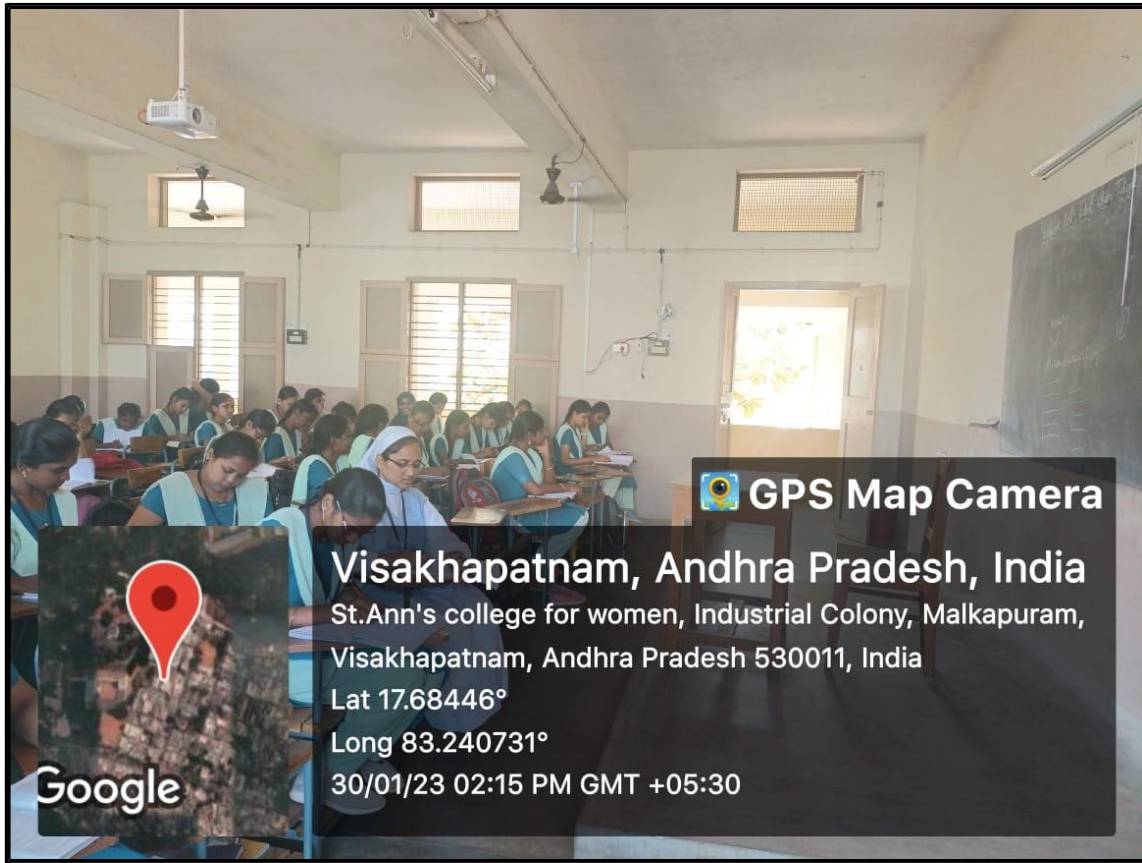 GPS Map Camera
Visakhapatnam, Andhra Pradesh, India
St.Ann's college for women, Industrial Colony, Malkapuram,
Visakhapatnam, Andhra Pradesh 530011, India
Lat 17.68446°
Long 83.240731°
30/01/23 02:15 PM GMT +05:30
Google